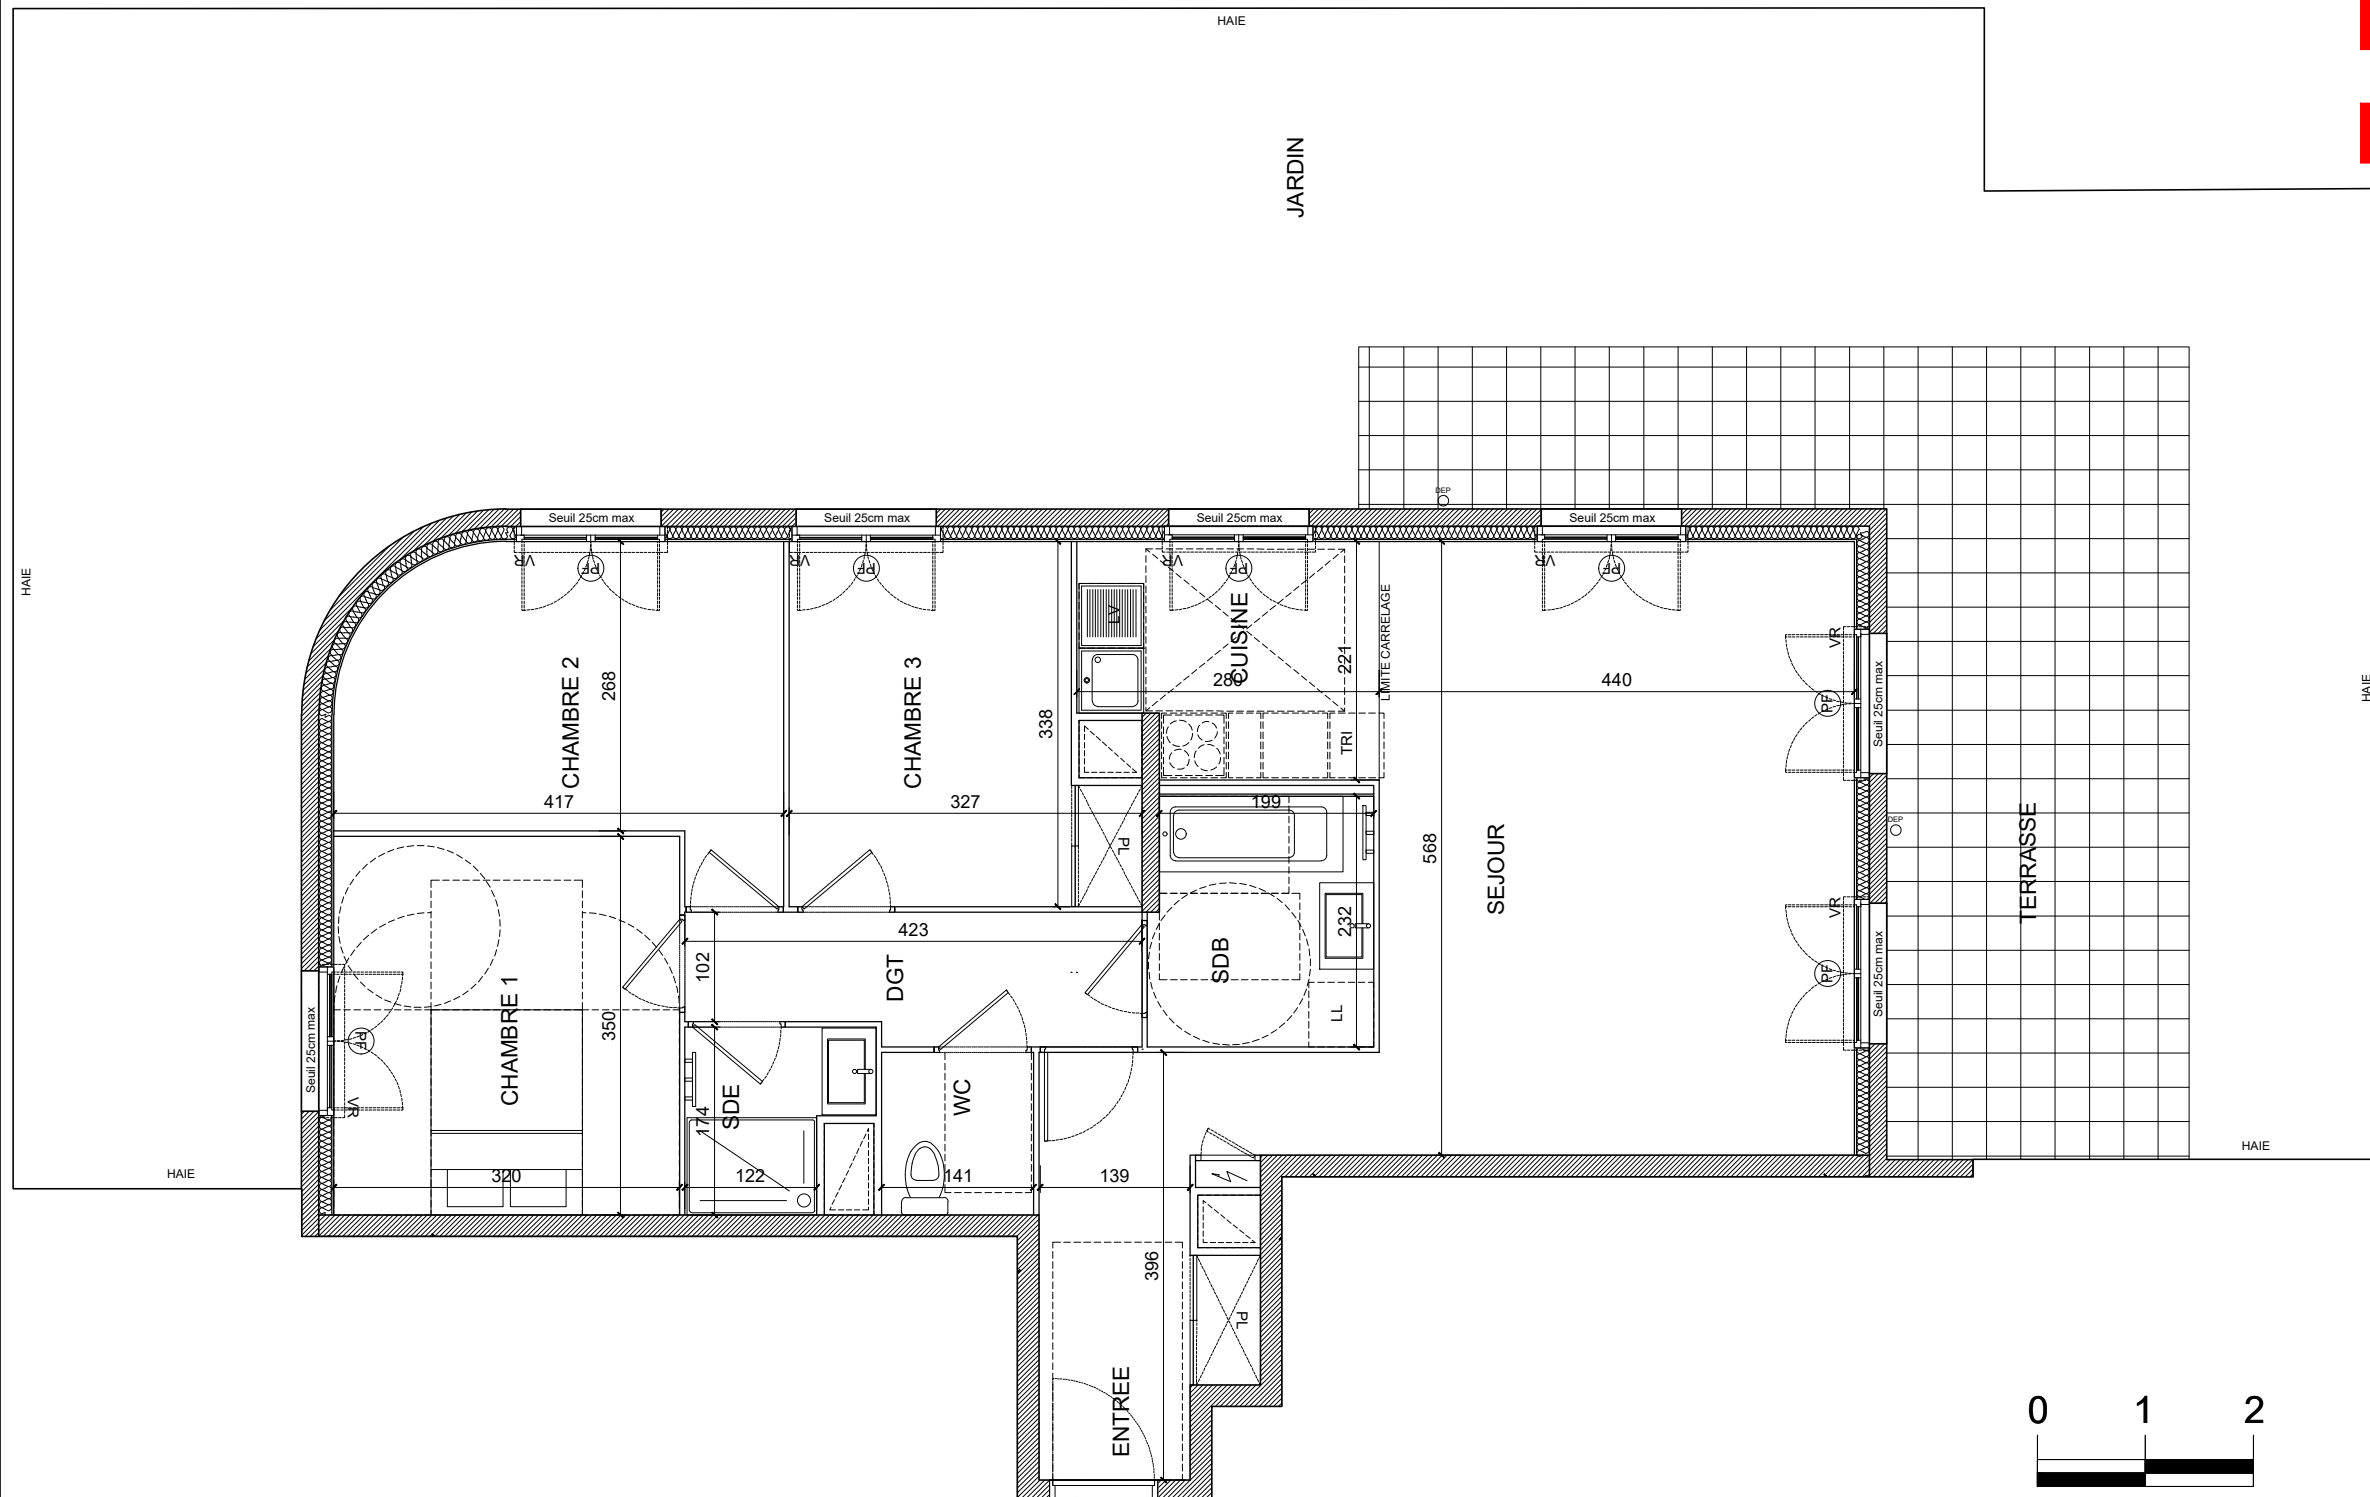 HAIE
JARDIN
HAIE
DEP
Seuil 25cm max
Seuil 25cm max
Seuil 25cm max
Seuil 25cm max
VR
PF
VR
PF
VR
PF
VR
PF
LV
CUISINE
LIMITE CARRELAGE
VR
PF
Seuil 25cm max
HAIE
CHAMBRE 2
268
CHAMBRE 3
338
280
221
440
TRI
417
327
199
PL
568
SEJOUR
DEP
TERRASSE
VR
PF
Seuil 25cm max
423
102
DGT
SDB
232
LL
CHAMBRE 1
350
Seuil 25cm max
PF
VR
SDE
174
WC
HAIE
HAIE
320
122
141
139
396
PL
ENTREE
0 1 2